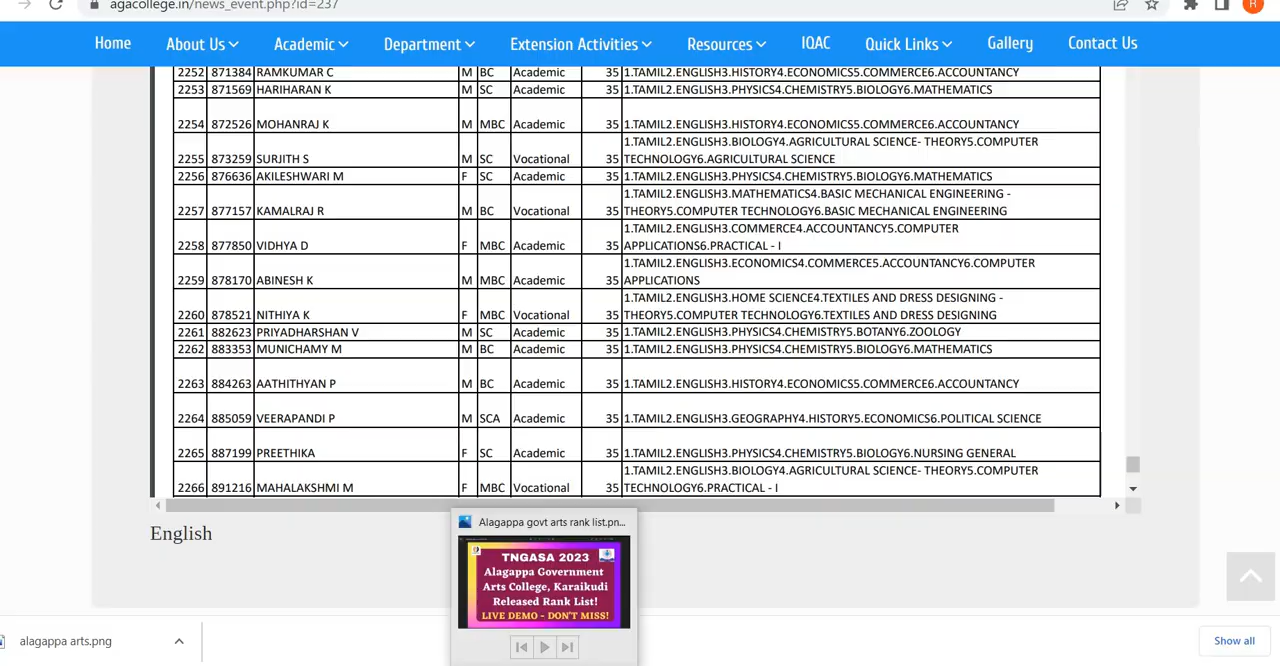 agacollege.in/news_event.php?id=237
R
Home About Us Academic Department Extension Activities Resources IQAC Quick Links Gallery Contact Us
2252 871384 RAMKUMAR C M BC Academic 35 1.TAMIL2.ENGLISH3.HISTORY4.ECONOMICS5.COMMERCE6.ACCOUNTANCY
2253 871569 HARIHARAN K M SC Academic 35 1.TAMIL2.ENGLISH3.PHYSICS4.CHEMISTRY5.BIOLOGY6.MATHEMATICS
2254 872526 MOHANRAJ K M MBC Academic 35 1.TAMIL2.ENGLISH3.HISTORY4.ECONOMICS5.COMMERCE6.ACCOUNTANCY
1.TAMIL2.ENGLISH3.BIOLOGY4.AGRICULTURAL SCIENCE- THEORY5.COMPUTER
2255 873259 SURJITH S M SC Vocational 35 TECHNOLOGY6.AGRICULTURAL SCIENCE
2256 876636 AKILESHWARI M F SC Academic 35 1.TAMIL2.ENGLISH3.PHYSICS4.CHEMISTRY5.BIOLOGY6.MATHEMATICS
1.TAMIL2.ENGLISH3.MATHEMATICS4.BASIC MECHANICAL ENGINEERING -
2257 877157 KAMALRAJ R M BC Vocational 35 THEORY5.COMPUTER TECHNOLOGY6.BASIC MECHANICAL ENGINEERING
1.TAMIL2.ENGLISH3.COMMERCE4.ACCOUNTANCY5.COMPUTER
2258 877850 VIDHYA D F MBC Academic 35 APPLICATIONS6.PRACTICAL - I
1.TAMIL2.ENGLISH3.ECONOMICS4.COMMERCE5.ACCOUNTANCY6.COMPUTER
2259 878170 ABINESH K M MBC Academic 35 APPLICATIONS
1.TAMIL2.ENGLISH3.HOME SCIENCE4.TEXTILES AND DRESS DESIGNING -
2260 878521 NITHIYA K F MBC Vocational 35 THEORY5.COMPUTER TECHNOLOGY6.TEXTILES AND DRESS DESIGNING
2261 882623 PRIYADHARSHAN V M SC Academic 35 1.TAMIL2.ENGLISH3.PHYSICS4.CHEMISTRY5.BOTANY6.ZOOLOGY
2262 883353 MUNICHAMY M M BC Academic 35 1.TAMIL2.ENGLISH3.PHYSICS4.CHEMISTRY5.BIOLOGY6.MATHEMATICS
2263 884263 AATHITHYAN P M BC Academic 35 1.TAMIL2.ENGLISH3.HISTORY4.ECONOMICS5.COMMERCE6.ACCOUNTANCY
2264 885059 VEERAPANDI P M SCA Academic 35 1.TAMIL2.ENGLISH3.GEOGRAPHY4.HISTORY5.ECONOMICS6.POLITICAL SCIENCE
2265 887199 PREETHIKA F SC Academic 35 1.TAMIL2.ENGLISH3.PHYSICS4.CHEMISTRY5.BIOLOGY6.NURSING GENERAL
1.TAMIL2.ENGLISH3.BIOLOGY4.AGRICULTURAL SCIENCE- THEORY5.COMPUTER
2266 891216 MAHALAKSHMI M F MBC Vocational 35 TECHNOLOGY6.PRACTICAL - I
English
Alagappa govt arts rank list.pn...
TNGASA 2023
Alagappa Government
Arts College, Karaikudi
Released Rank List!
LIVE DEMO - DON'T MISS!
alagappa arts.png
Show all